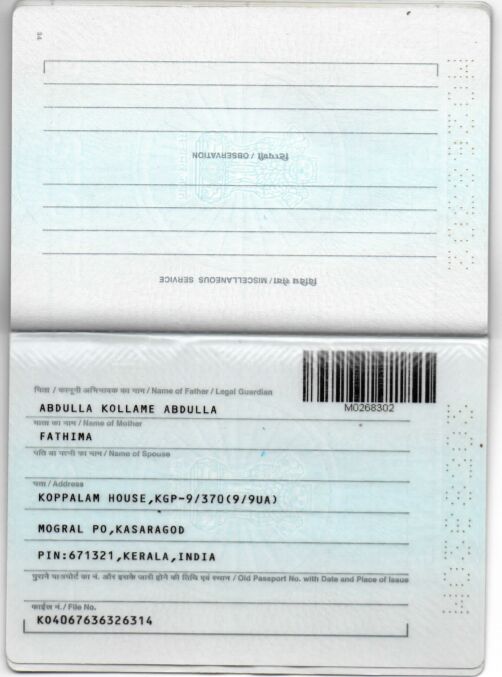 34
टिप्पणी / OBSERVATION
विविध सेवा / MISCELLANEOUS SERVICE
पिता / कानूनी अभिभावक का नाम / Name of Father / Legal Guardian
ABDULLA KOLLAME ABDULLA
M0268302
माता का नाम / Name of Mother
FATHIMA
पति या पत्नी का नाम / Name of Spouse
पता / Address
KOPPALAM HOUSE,KGP-9/370(9/9UA)
MOGRAL PO,KASARAGOD
PIN:671321,KERALA,INDIA
पुराने पासपोर्ट का नं. और इसके जारी होने की तिथि एवं स्थान / Old Passport No. with Date and Place of Issue
फाईल नं. / File No.
KO4067636326314